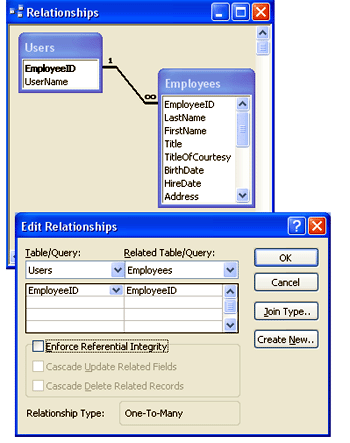 Relationships
Users
EmployeeID
UserName
1
∞
Employees
EmployeeID
LastName
FirstName
Title
TitleOfCourtesy
BirthDate
HireDate
Address
Edit Relationships
Table/Query: Related Table/Query:
Users Employees
EmployeeID EmployeeID
OK
Cancel
Join Type..
Create New..
Enforce Referential Integrity
Cascade Update Related Fields
Cascade Delete Related Records
Relationship Type: One-To-Many